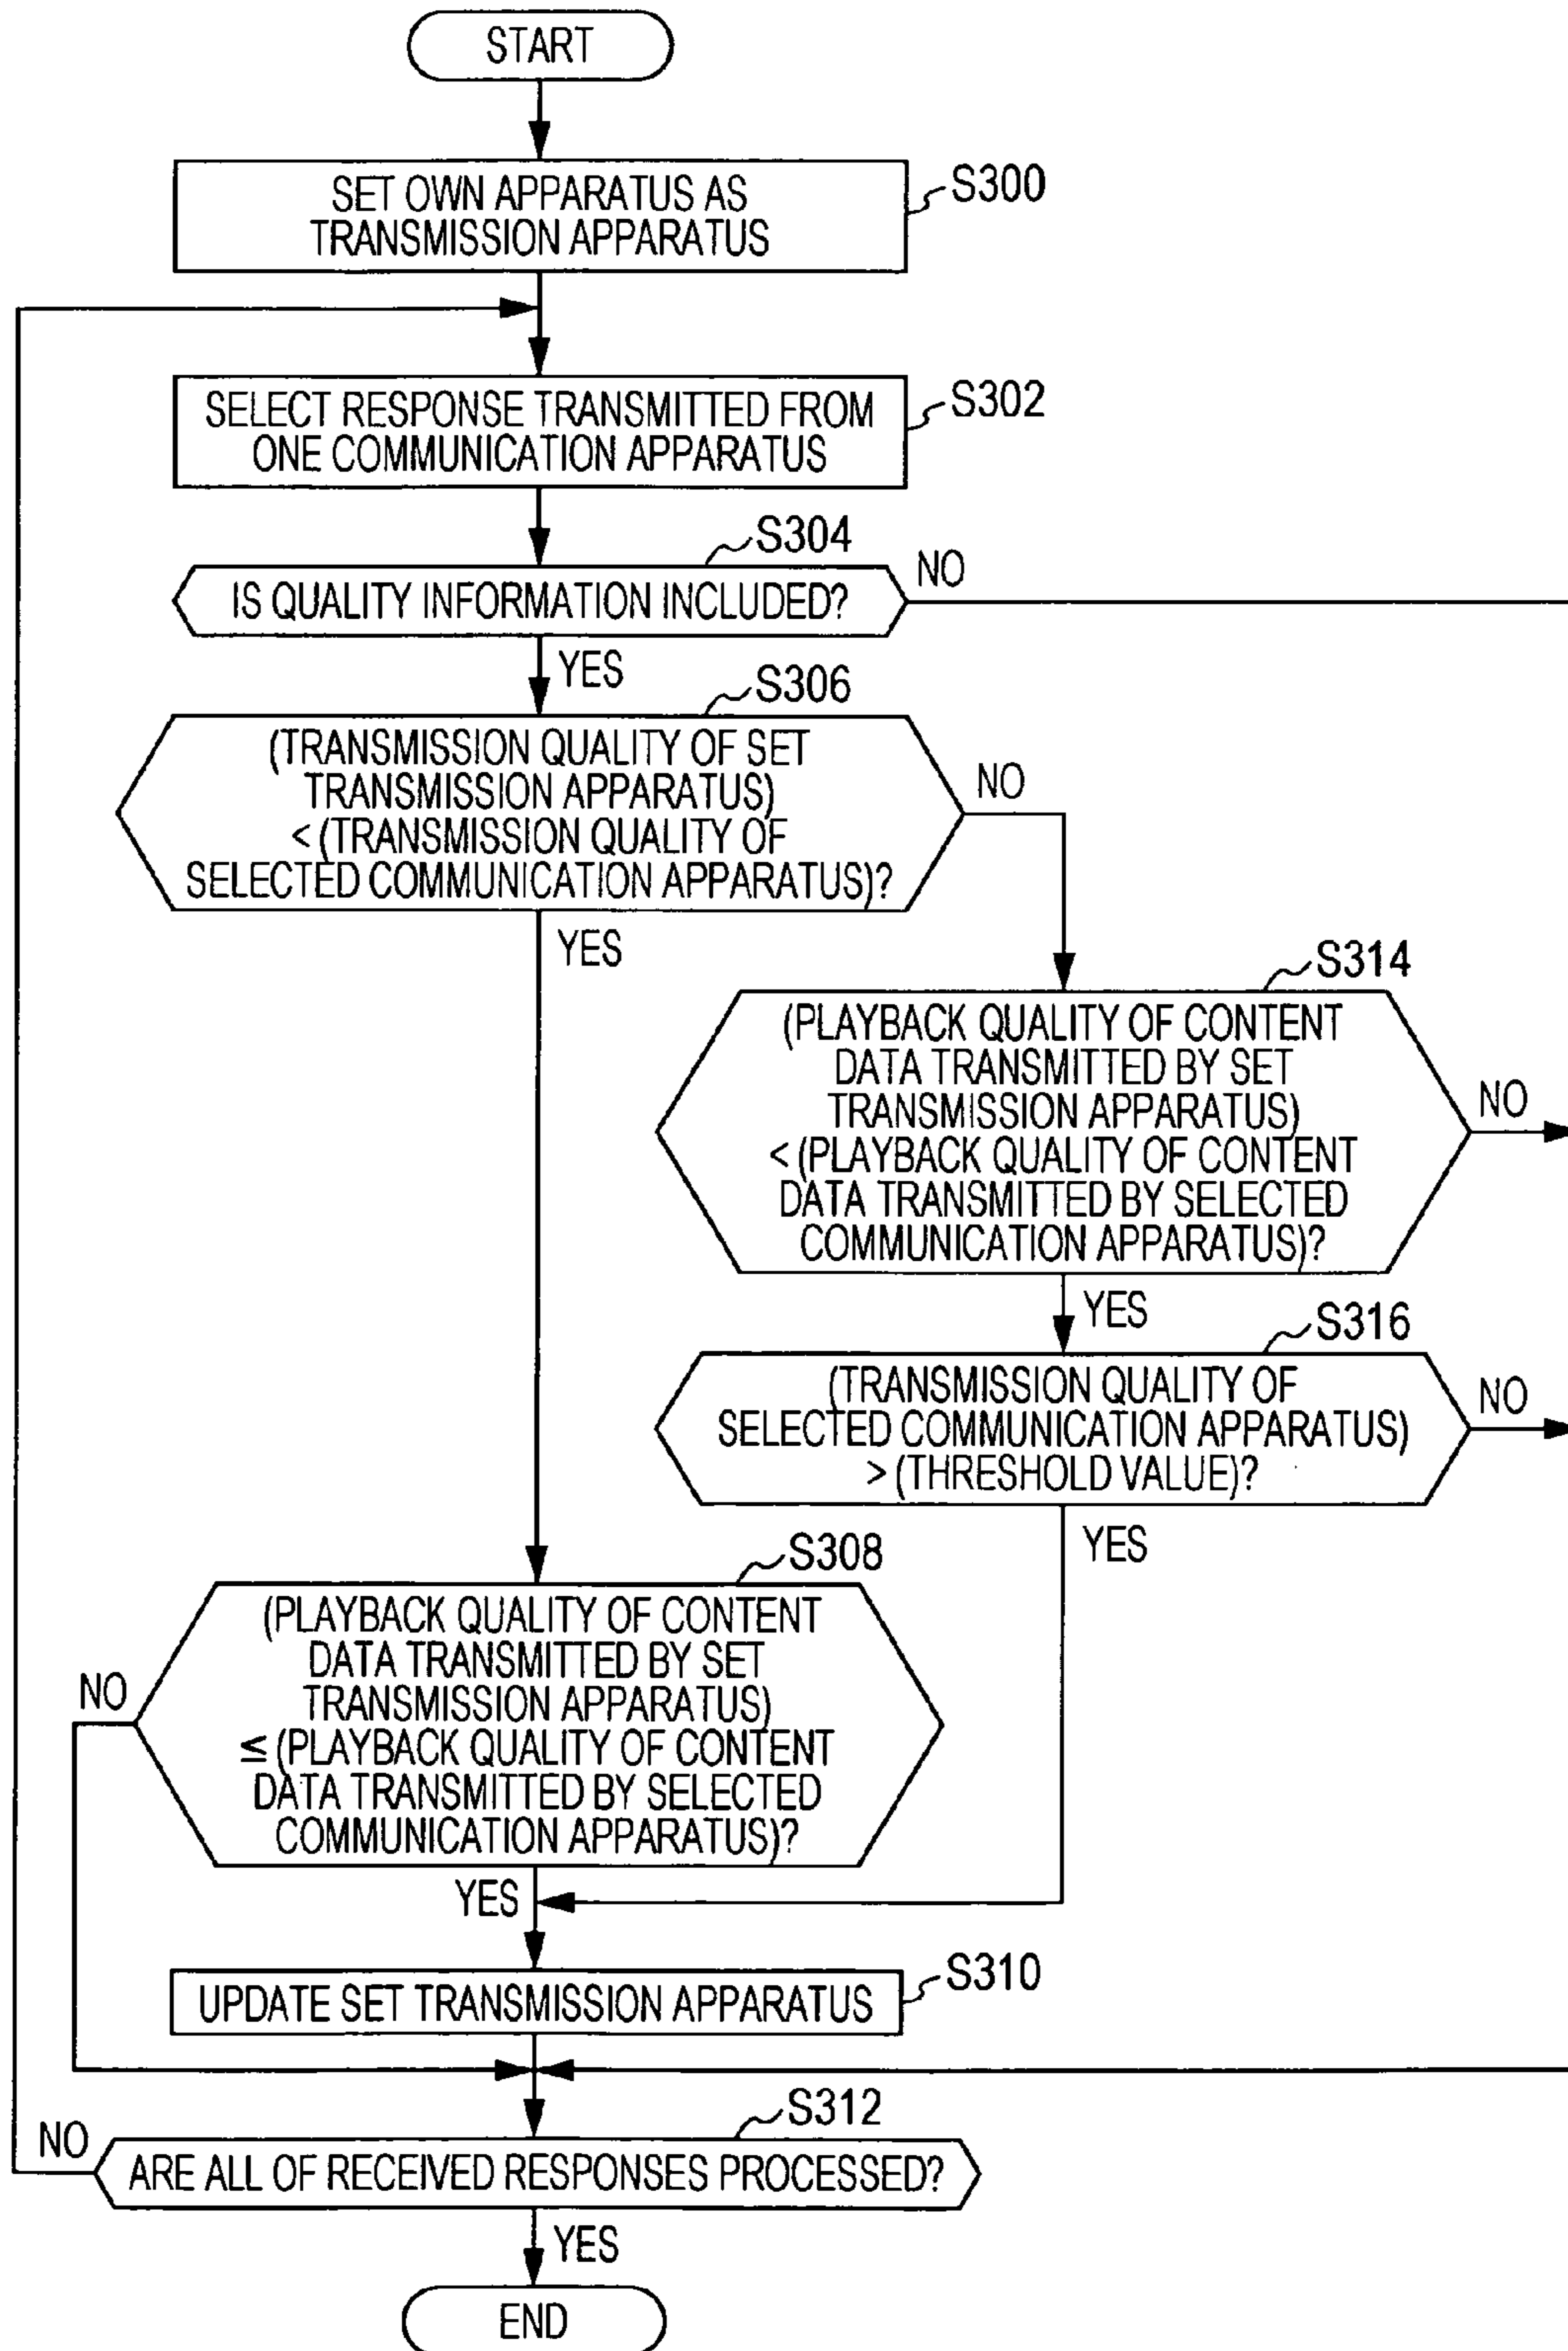 START
SET OWN APPARATUS AS
TRANSMISSION APPARATUS
S300
SELECT RESPONSE TRANSMITTED FROM
ONE COMMUNICATION APPARATUS
S302
S304
IS QUALITY INFORMATION INCLUDED?
NO
YES
S306
(TRANSMISSION QUALITY OF SET
TRANSMISSION APPARATUS)
< (TRANSMISSION QUALITY OF
SELECTED COMMUNICATION APPARATUS)?
NO
YES
S314
(PLAYBACK QUALITY OF CONTENT
DATA TRANSMITTED BY SET
TRANSMISSION APPARATUS)
< (PLAYBACK QUALITY OF CONTENT
DATA TRANSMITTED BY SELECTED
COMMUNICATION APPARATUS)?
NO
YES
S316
(TRANSMISSION QUALITY OF
SELECTED COMMUNICATION APPARATUS)
> (THRESHOLD VALUE)?
NO
YES
S308
(PLAYBACK QUALITY OF CONTENT
DATA TRANSMITTED BY SET
TRANSMISSION APPARATUS)
≤ (PLAYBACK QUALITY OF CONTENT
DATA TRANSMITTED BY SELECTED
COMMUNICATION APPARATUS)?
NO
YES
S310
UPDATE SET TRANSMISSION APPARATUS
S312
NO
ARE ALL OF RECEIVED RESPONSES PROCESSED?
YES
END